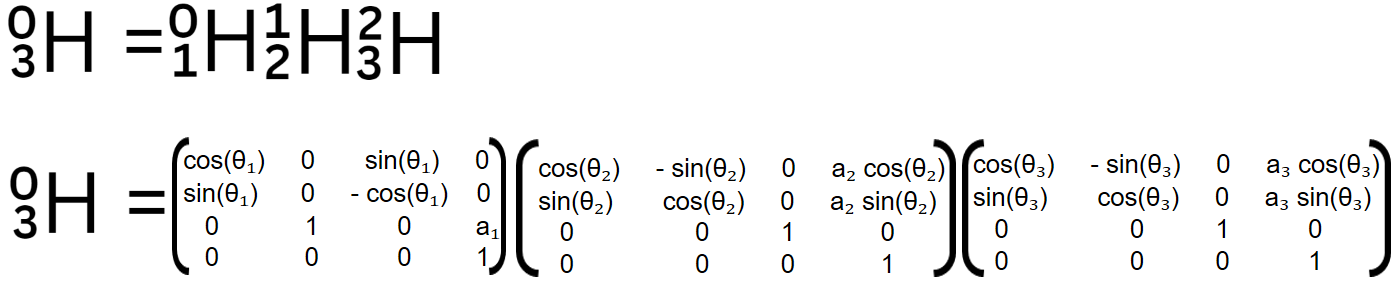 ⁰₃H = ⁰₁H ¹₂H ²₃H
cos(θ₁) 0 sin(θ₁) 0 cos(θ₂) - sin(θ₂) 0 a₂ cos(θ₂) cos(θ₃) - sin(θ₃) 0 a₃ cos(θ₃)
⁰₃H = sin(θ₁) 0 - cos(θ₁) 0 sin(θ₂) cos(θ₂) 0 a₂ sin(θ₂) sin(θ₃) cos(θ₃) 0 a₃ sin(θ₃)
0 1 0 a₁ 0 0 1 0 0 0 1 0
0 0 0 1 0 0 0 1 0 0 0 1